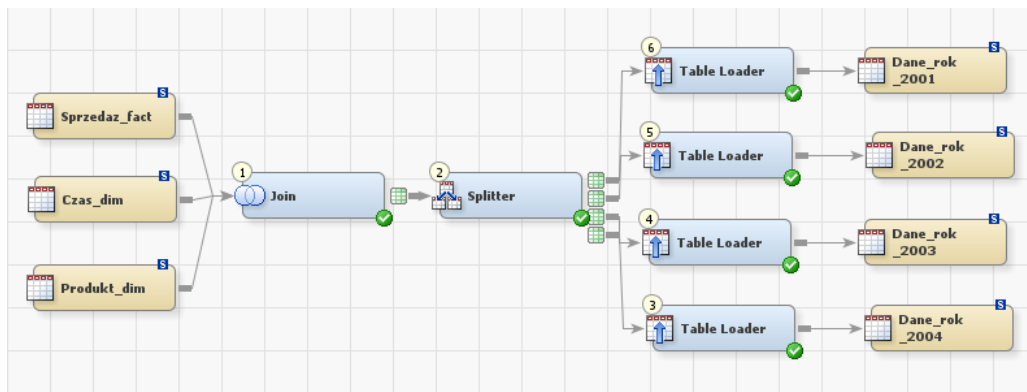 6
Table Loader
S
Dane_rok
_2001
S
Sprzedaz_fact
5
Table Loader
S
Dane_rok
_2002
1
Join
2
Splitter
S
Czas_dim
4
Table Loader
S
Dane_rok
_2003
S
Produkt_dim
3
Table Loader
S
Dane_rok
_2004